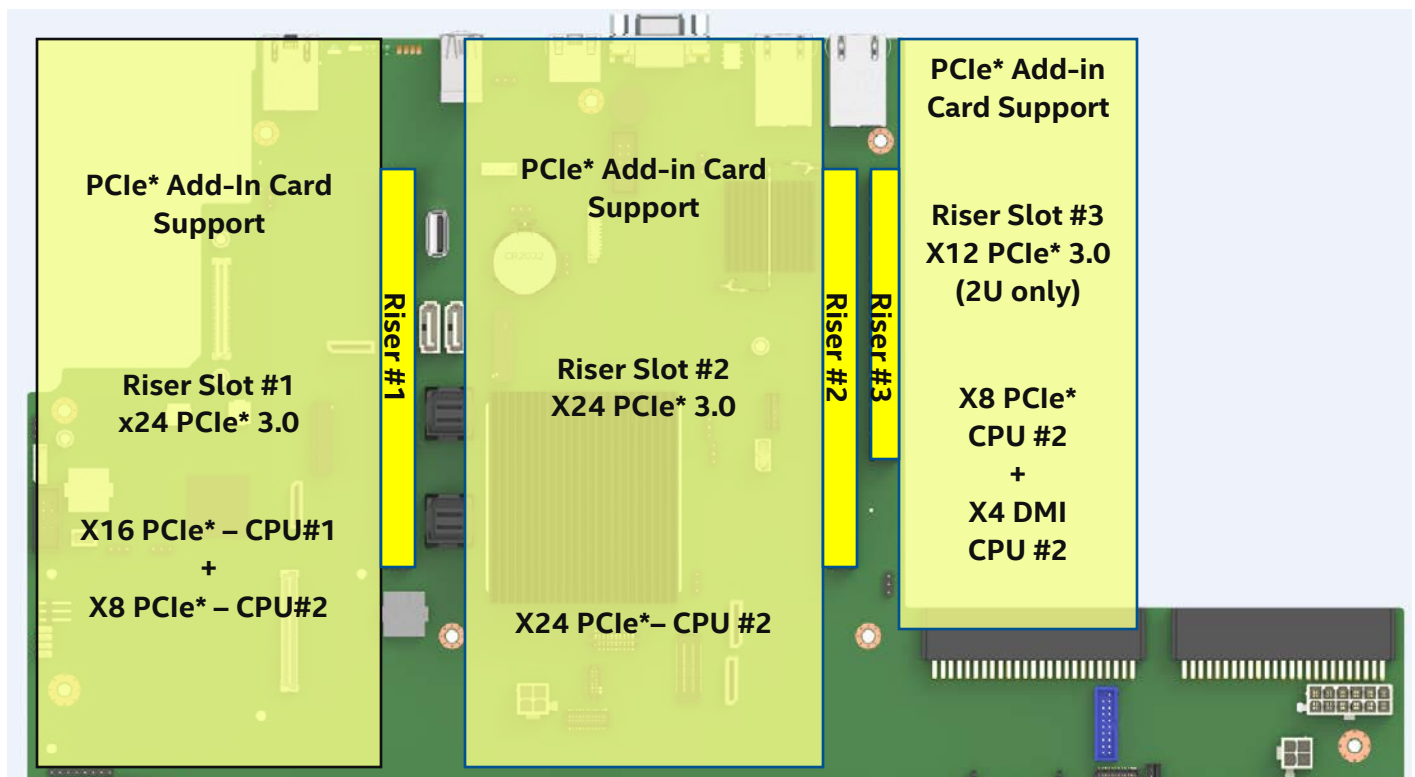 PCIe* Add-In Card
Support
Riser Slot #1
x24 PCIe* 3.0
X16 PCIe* – CPU#1
+
X8 PCIe* – CPU#2
Riser #1
PCIe* Add-in Card
Support
CR2032
Riser Slot #2
X24 PCIe* 3.0
X24 PCIe*– CPU #2
Riser #2
Riser #3
PCIe* Add-in
Card Support
Riser Slot #3
X12 PCIe* 3.0
(2U only)
X8 PCIe*
CPU #2
+
X4 DMI
CPU #2